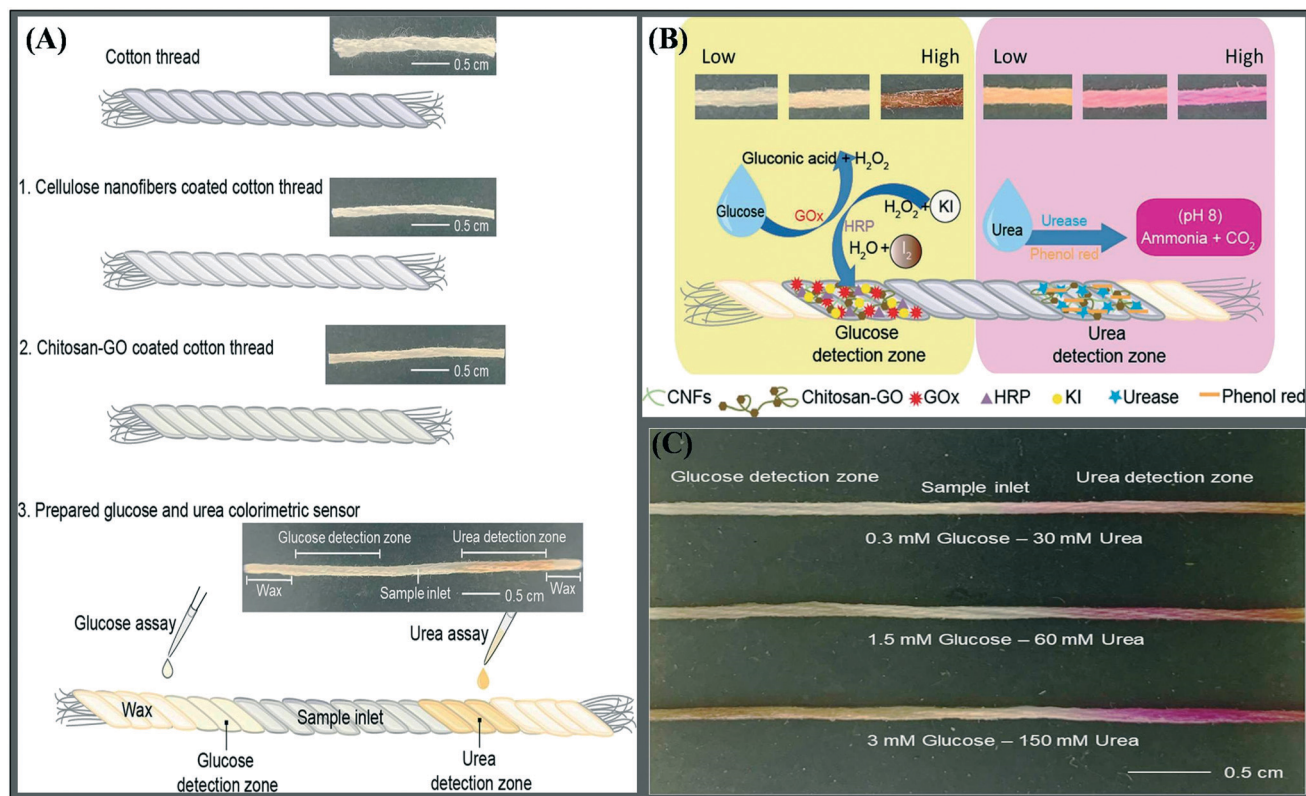 (A)
Cotton thread
0.5 cm
1. Cellulose nanofibers coated cotton thread
0.5 cm
2. Chitosan-GO coated cotton thread
0.5 cm
3. Prepared glucose and urea colorimetric sensor
Glucose detection zone
Urea detection zone
Wax
Sample inlet
0.5 cm
Wax
Glucose assay
Urea assay
Wax
Sample inlet
Glucose
detection zone
Urea
detection zone
(B)
Low
High
Low
High
Gluconic acid + H₂O₂
Glucose
GOx
H₂O₂ + KI
HRP
H₂O + I₂
Urea
Urease
Phenol red
(pH 8)
Ammonia + CO₂
Glucose
detection zone
Urea
detection zone
CNFs
Chitosan-GO
GOx
HRP
KI
Urease
Phenol red
(C)
Glucose detection zone
Sample inlet
Urea detection zone
0.3 mM Glucose – 30 mM Urea
1.5 mM Glucose – 60 mM Urea
3 mM Glucose – 150 mM Urea
0.5 cm